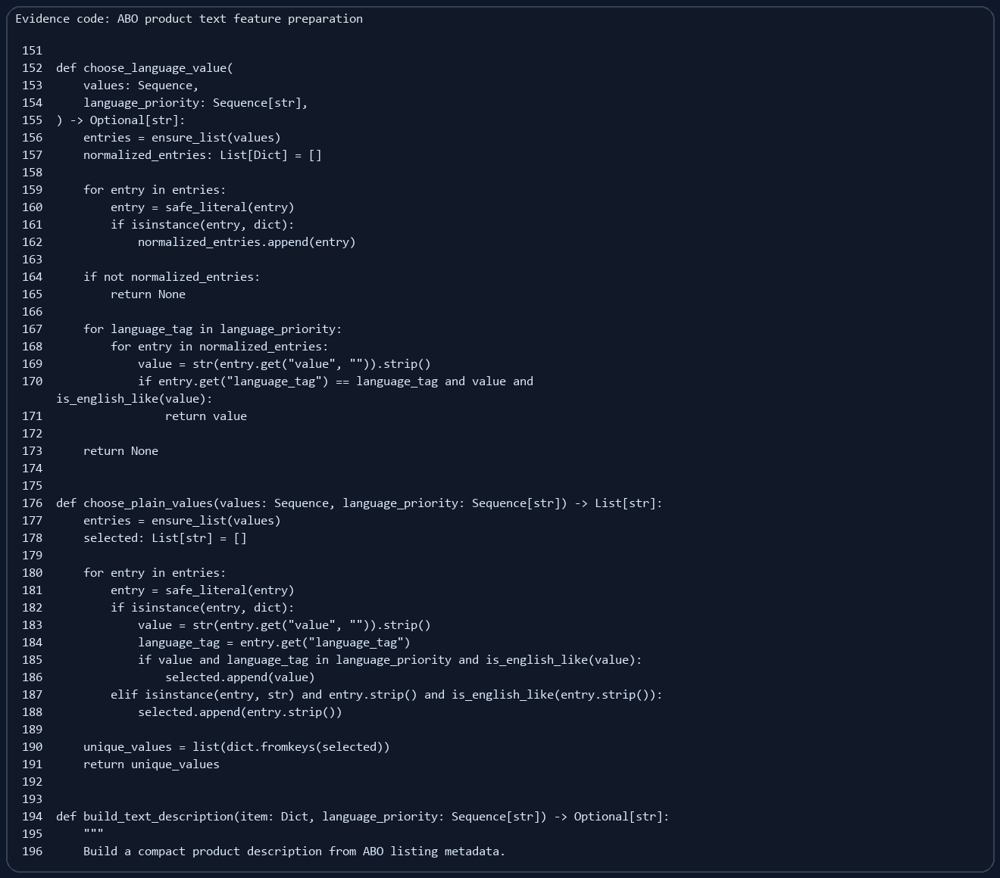 Evidence code: ABO product text feature preparation
151
152  def choose_language_value(
153      values: Sequence,
154      language_priority: Sequence[str],
155  ) -> Optional[str]:
156      entries = ensure_list(values)
157      normalized_entries: List[Dict] = []
158
159      for entry in entries:
160          entry = safe_literal(entry)
161          if isinstance(entry, dict):
162              normalized_entries.append(entry)
163
164      if not normalized_entries:
165          return None
166
167      for language_tag in language_priority:
168          for entry in normalized_entries:
169              value = str(entry.get("value", "")).strip()
170              if entry.get("language_tag") == language_tag and value and
     is_english_like(value):
171                  return value
172
173      return None
174
175
176  def choose_plain_values(values: Sequence, language_priority: Sequence[str]) -> List[str]:
177      entries = ensure_list(values)
178      selected: List[str] = []
179
180      for entry in entries:
181          entry = safe_literal(entry)
182          if isinstance(entry, dict):
183              value = str(entry.get("value", "")).strip()
184              language_tag = entry.get("language_tag")
185              if value and language_tag in language_priority and is_english_like(value):
186                  selected.append(value)
187          elif isinstance(entry, str) and entry.strip() and is_english_like(entry.strip()):
188              selected.append(entry.strip())
189
190      unique_values = list(dict.fromkeys(selected))
191      return unique_values
192
193
194  def build_text_description(item: Dict, language_priority: Sequence[str]) -> Optional[str]:
195      """
196      Build a compact product description from ABO listing metadata.